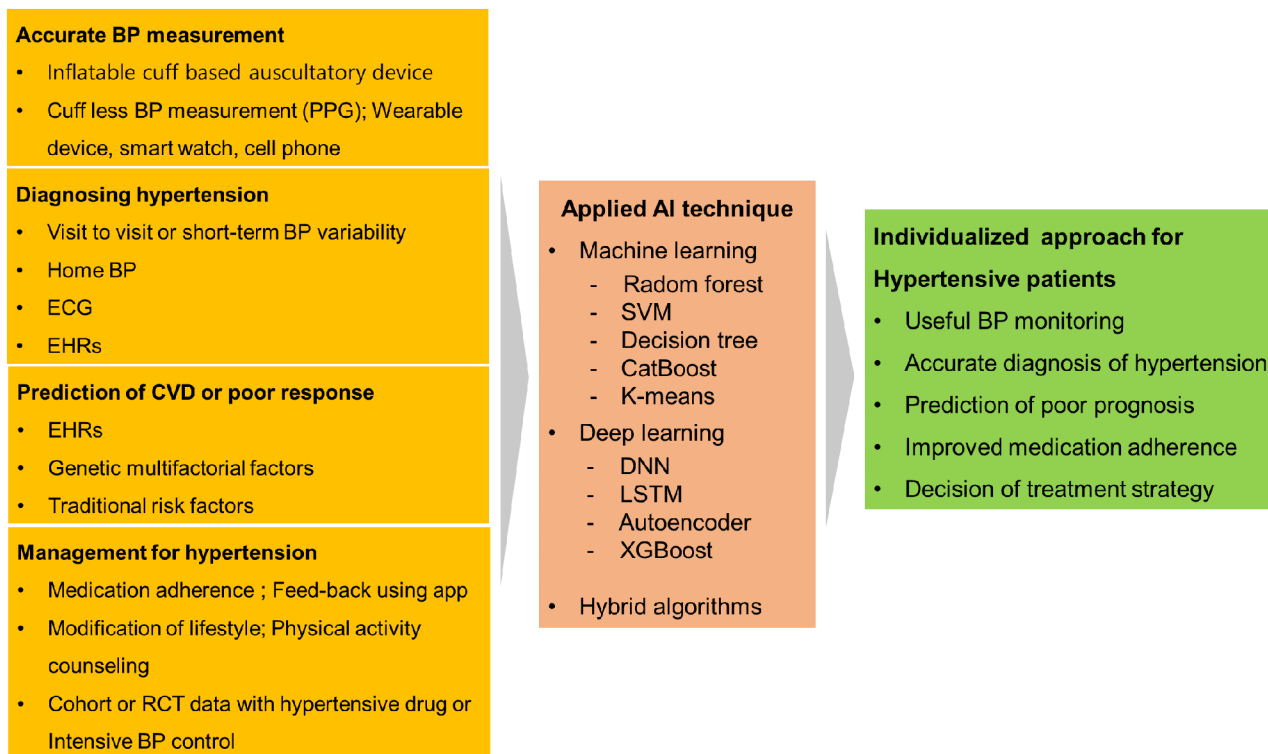 Accurate BP measurement
• Inflatable cuff based auscultatory device
• Cuff less BP measurement (PPG); Wearable
device, smart watch, cell phone
Diagnosing hypertension
• Visit to visit or short-term BP variability
• Home BP
• ECG
• EHRs
Prediction of CVD or poor response
• EHRs
• Genetic multifactorial factors
• Traditional risk factors
Management for hypertension
• Medication adherence ; Feed-back using app
• Modification of lifestyle; Physical activity
counseling
• Cohort or RCT data with hypertensive drug or
Intensive BP control
Applied AI technique
• Machine learning
- Radom forest
- SVM
- Decision tree
- CatBoost
- K-means
• Deep learning
- DNN
- LSTM
- Autoencoder
- XGBoost
• Hybrid algorithms
Individualized approach for
Hypertensive patients
• Useful BP monitoring
• Accurate diagnosis of hypertension
• Prediction of poor prognosis
• Improved medication adherence
• Decision of treatment strategy